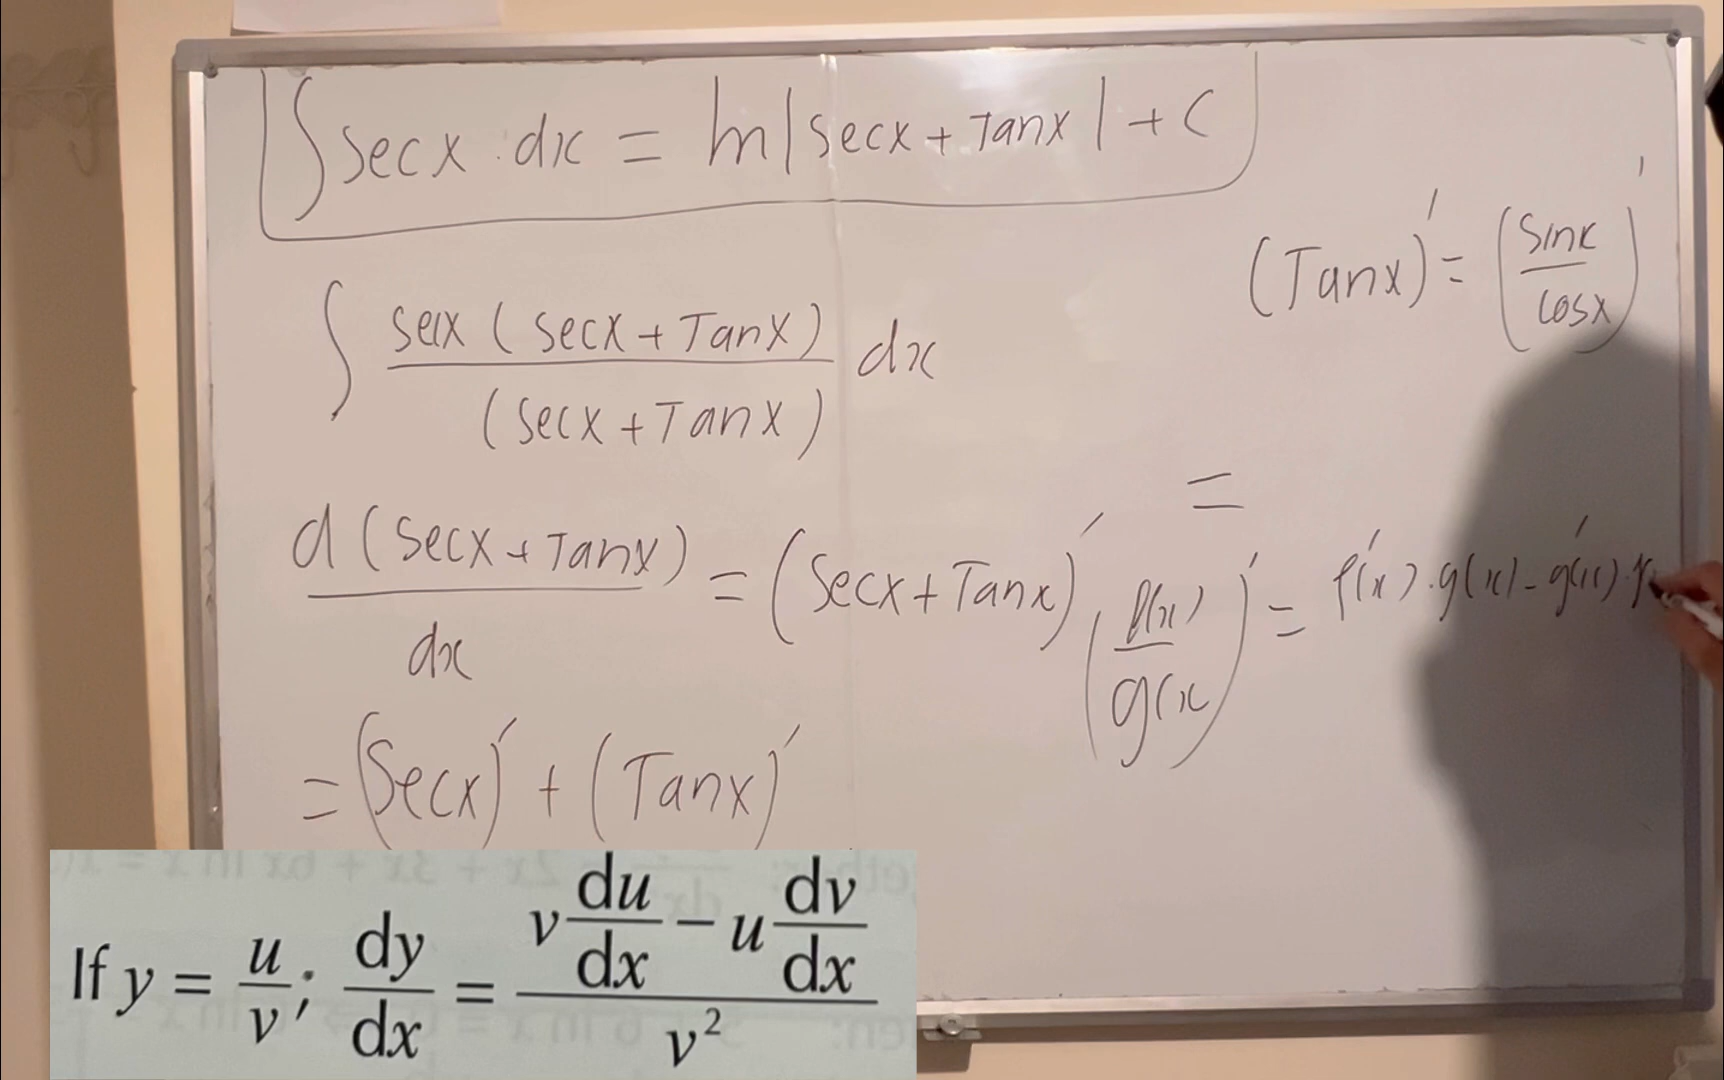 ∫ secx · dx = ln|secx + Tanx| + C
∫ secx (secx + Tanx) / (secx + Tanx) dx
d (secx + Tanx) / dx = (Secx + Tanx)′
= (Secx)′ + (Tanx)′
(Tanx)′ = (Sinx / Cosx)′
=
(f(x) / g(x)′ = f′(x) · g(x) - g′(x) ·
If y = u/v; dy/dx = (v du/dx − u dv/dx) / v²